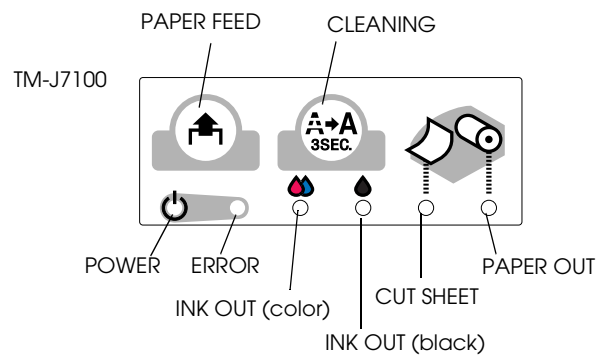 PAPER FEED
CLEANING
TM-J7100
A→A
3SEC.
POWER
ERROR
PAPER OUT
INK OUT (color)
CUT SHEET
INK OUT (black)